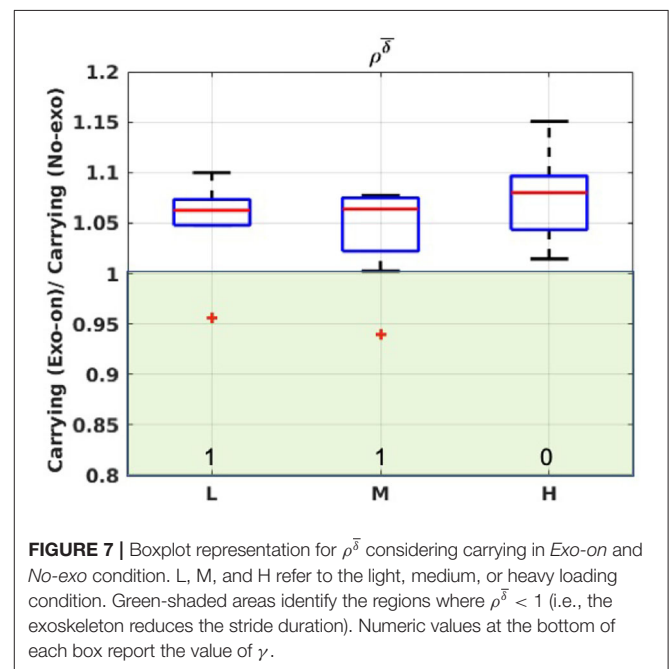 ρ^δ̅
Carrying (Exo-on)/ Carrying (No-exo)
1.2
1.15
1.1
1.05
1
0.95
0.9
0.85
0.8
1 1 0
L M H
FIGURE 7 | Boxplot representation for ρ^δ̅ considering carrying in Exo-on and
No-exo condition. L, M, and H refer to the light, medium, or heavy loading
condition. Green-shaded areas identify the regions where ρ^δ̅ < 1 (i.e., the
exoskeleton reduces the stride duration). Numeric values at the bottom of
each box report the value of γ.